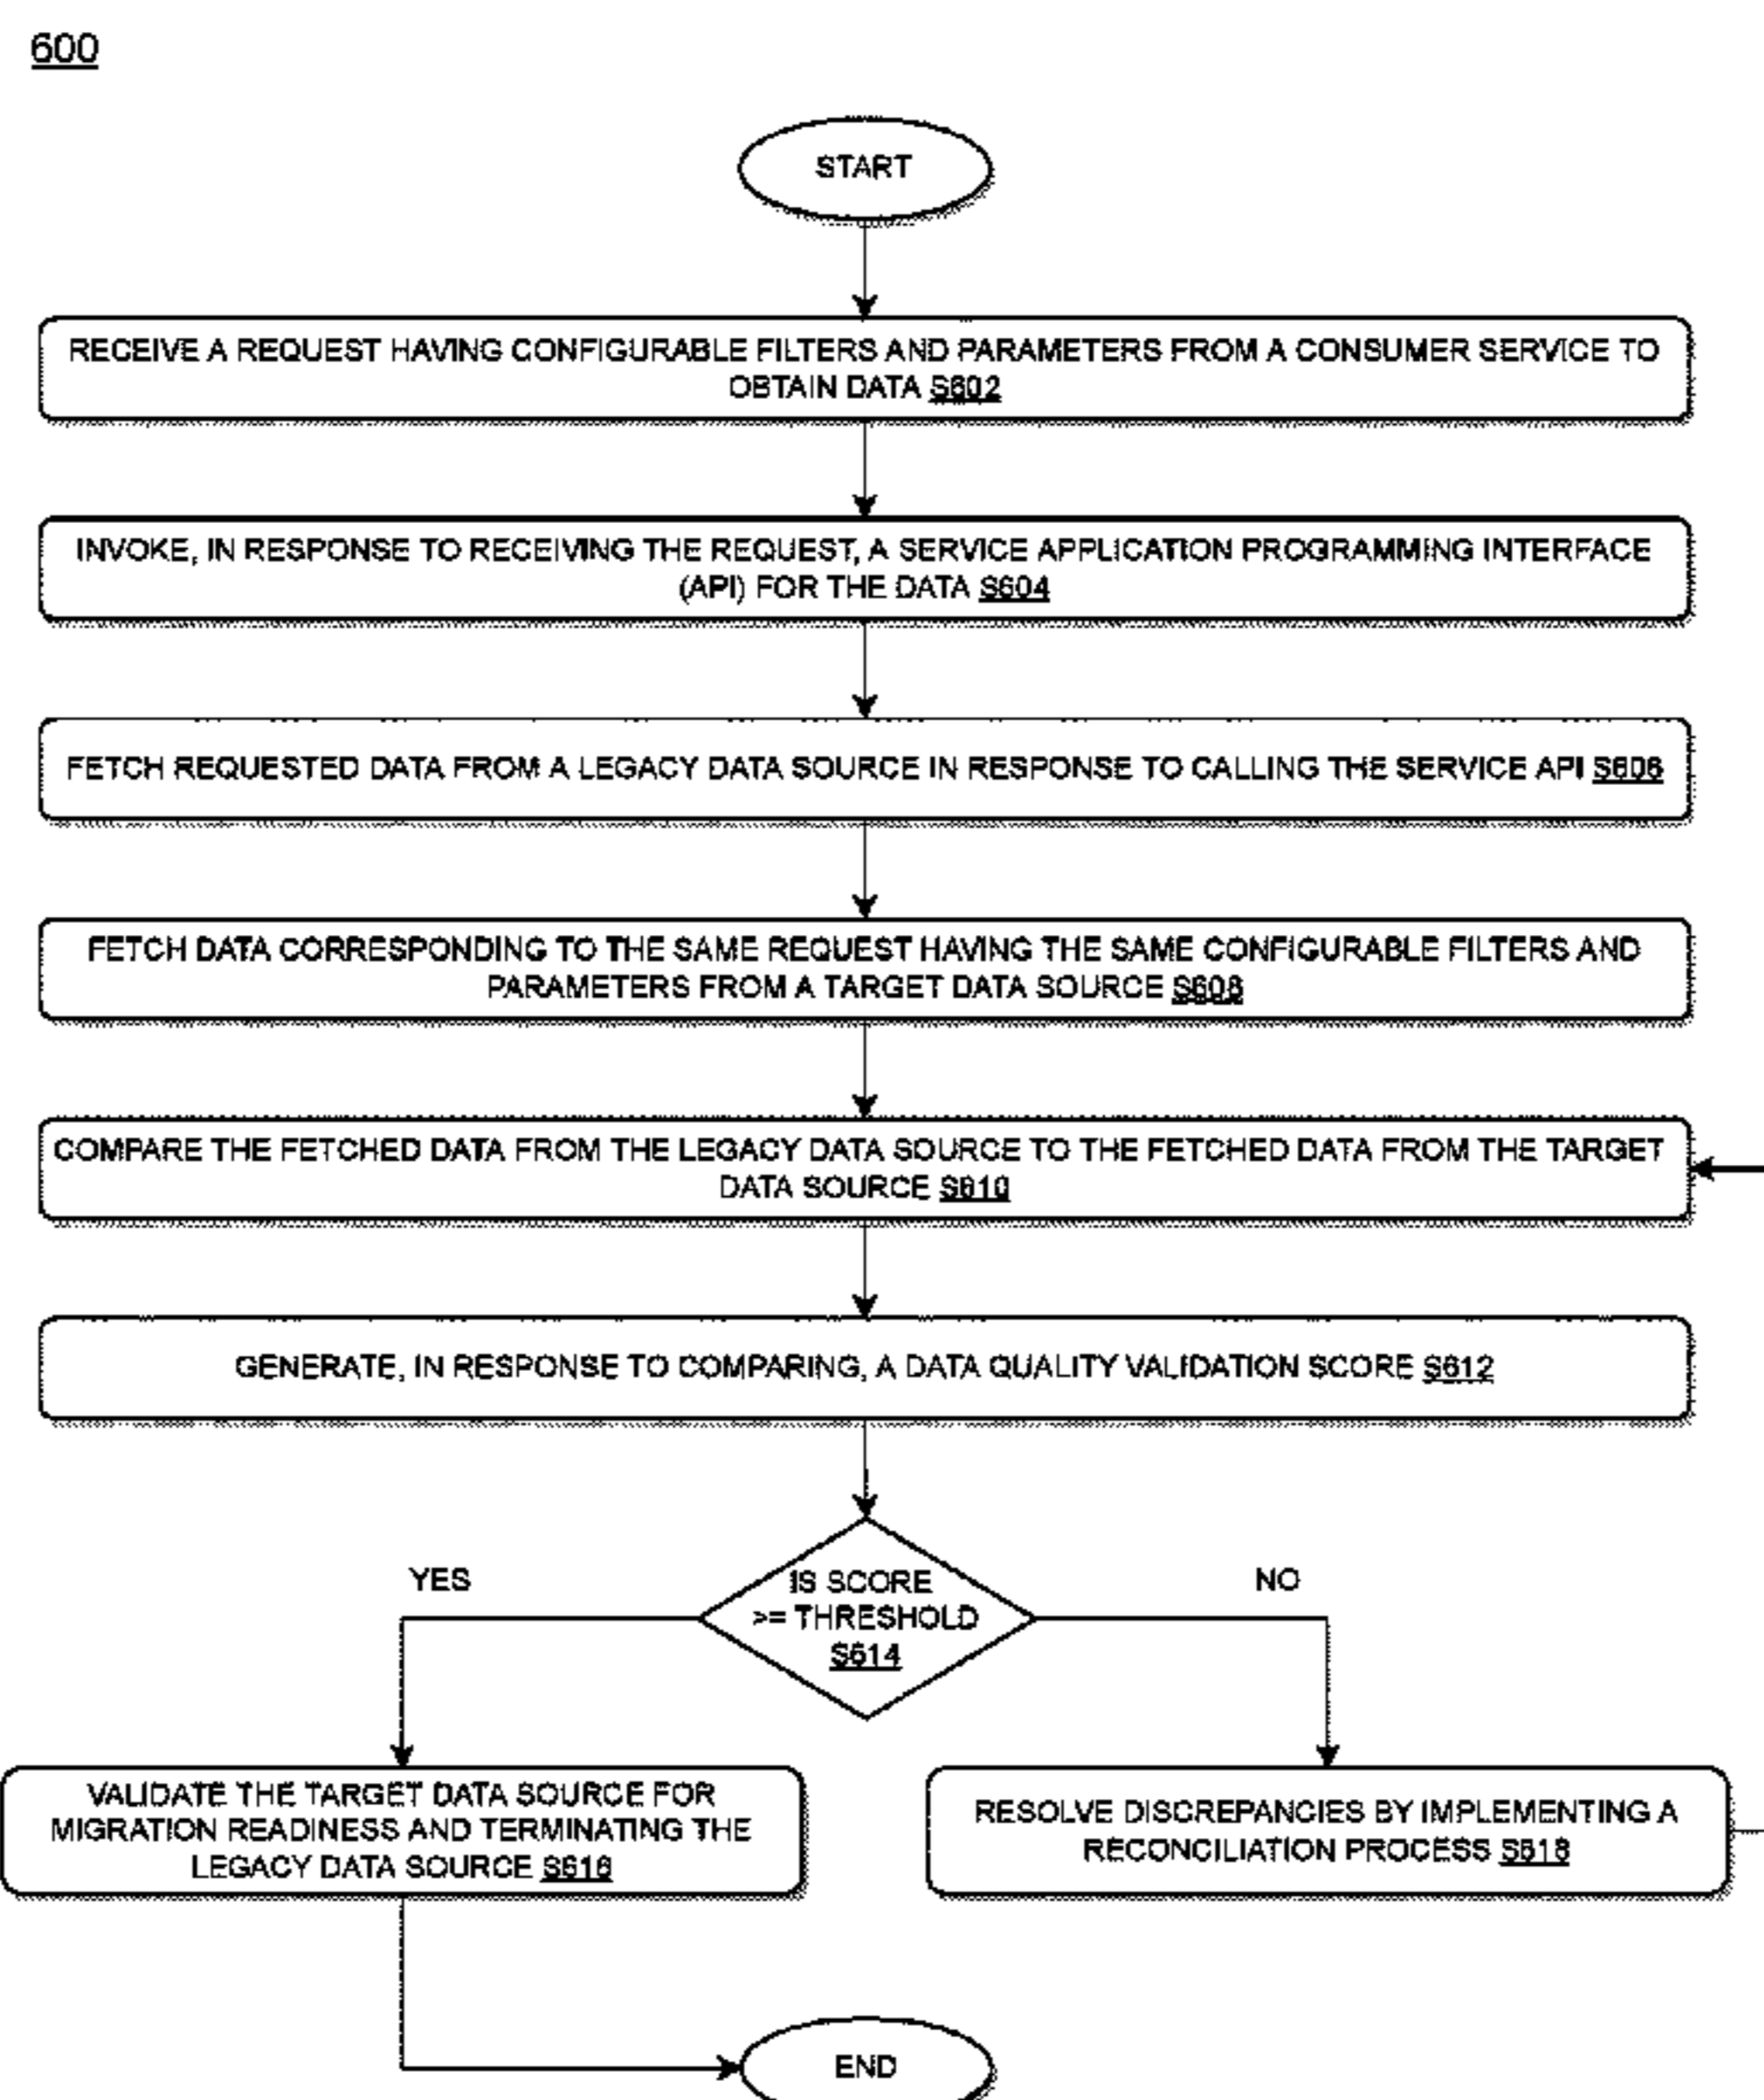 600
START
RECEIVE A REQUEST HAVING CONFIGURABLE FILTERS AND PARAMETERS FROM A CONSUMER SERVICE TO
OBTAIN DATA S602
INVOKE, IN RESPONSE TO RECEIVING THE REQUEST, A SERVICE APPLICATION PROGRAMMING INTERFACE
(API) FOR THE DATA S604
FETCH REQUESTED DATA FROM A LEGACY DATA SOURCE IN RESPONSE TO CALLING THE SERVICE API S606
FETCH DATA CORRESPONDING TO THE SAME REQUEST HAVING THE SAME CONFIGURABLE FILTERS AND
PARAMETERS FROM A TARGET DATA SOURCE S608
COMPARE THE FETCHED DATA FROM THE LEGACY DATA SOURCE TO THE FETCHED DATA FROM THE TARGET
DATA SOURCE S610
GENERATE, IN RESPONSE TO COMPARING, A DATA QUALITY VALIDATION SCORE S612
IS SCORE
>= THRESHOLD
S614
YES
NO
VALIDATE THE TARGET DATA SOURCE FOR
MIGRATION READINESS AND TERMINATING THE
LEGACY DATA SOURCE S616
RESOLVE DISCREPANCIES BY IMPLEMENTING A
RECONCILIATION PROCESS S618
END